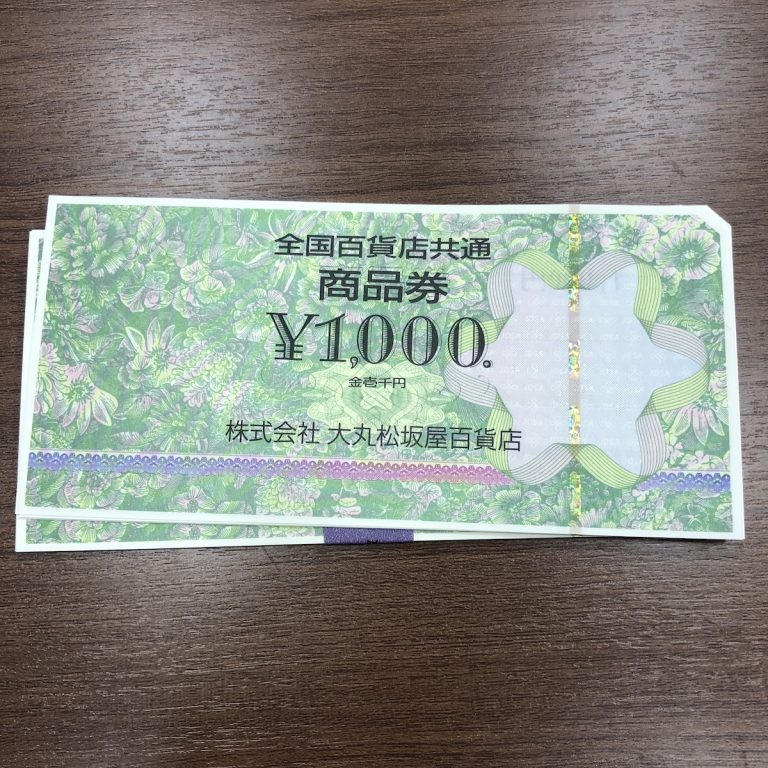 全国百貨店共通
商品券
¥1,000.
金壱千円
株式会社 大丸松坂屋百貨店